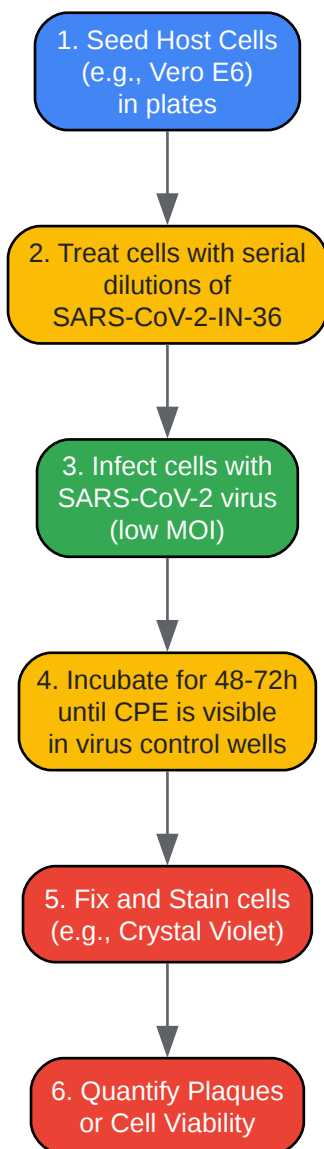 1. Seed Host Cells
(e.g., Vero E6)
in plates
2. Treat cells with serial
dilutions of
SARS-CoV-2-IN-36
3. Infect cells with
SARS-CoV-2 virus
(low MOI)
4. Incubate for 48-72h
until CPE is visible
in virus control wells
5. Fix and Stain cells
(e.g., Crystal Violet)
6. Quantify Plaques
or Cell Viability